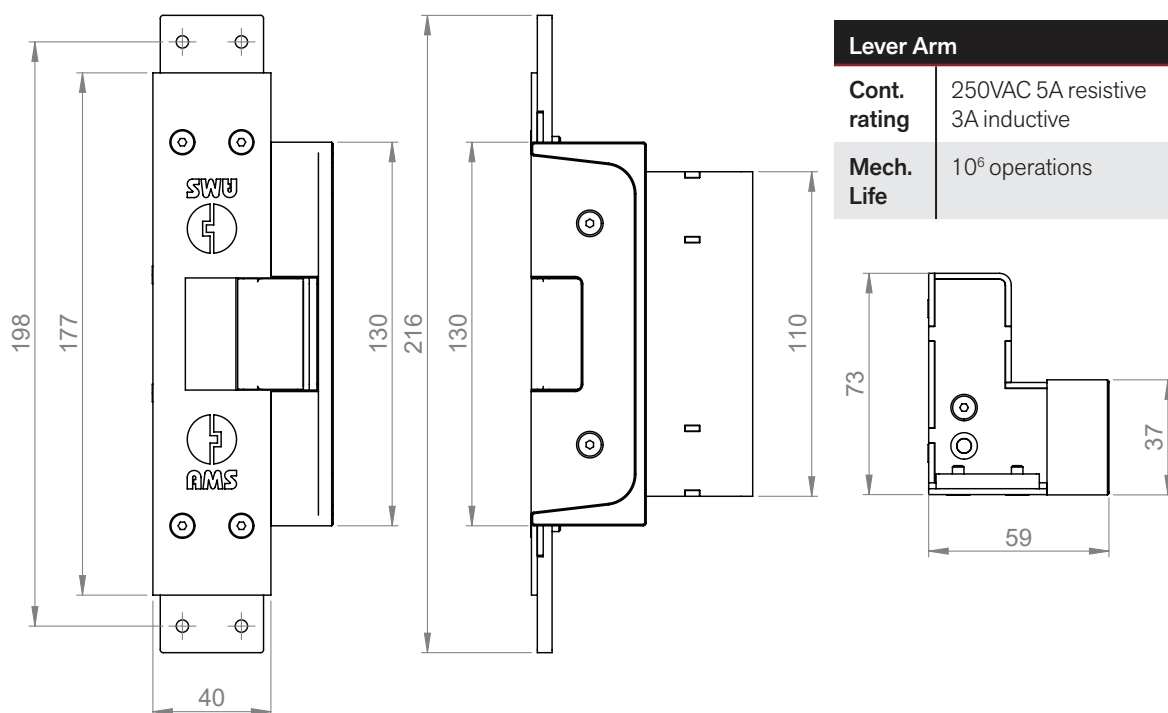 Lever Arm
Cont. rating
250VAC 5A resistive
3A inductive
Mech. Life
10⁶ operations
AMS
AMS
198
177
130
216
130
110
73
37
59
40